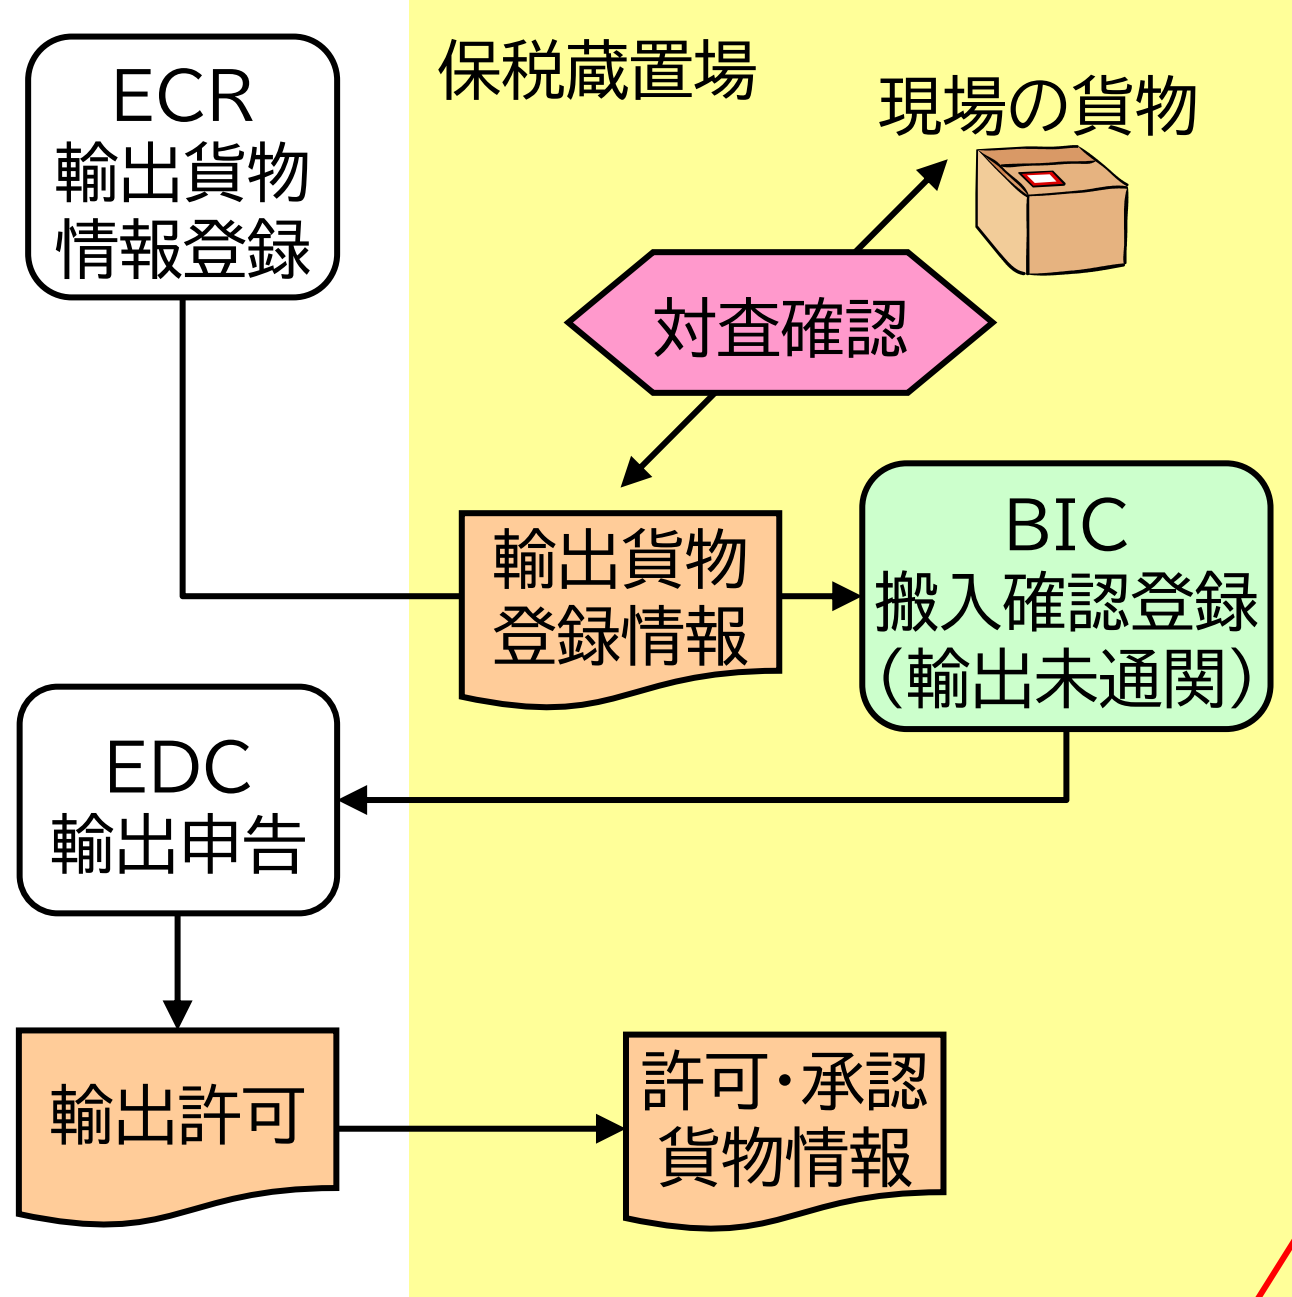 保税蔵置場
現場の貨物
ECR
輸出貨物
情報登録
対査確認
輸出貨物
登録情報
BIC
搬入確認登録
（輸出未通関）
EDC
輸出申告
輸出許可
許可・承認
貨物情報